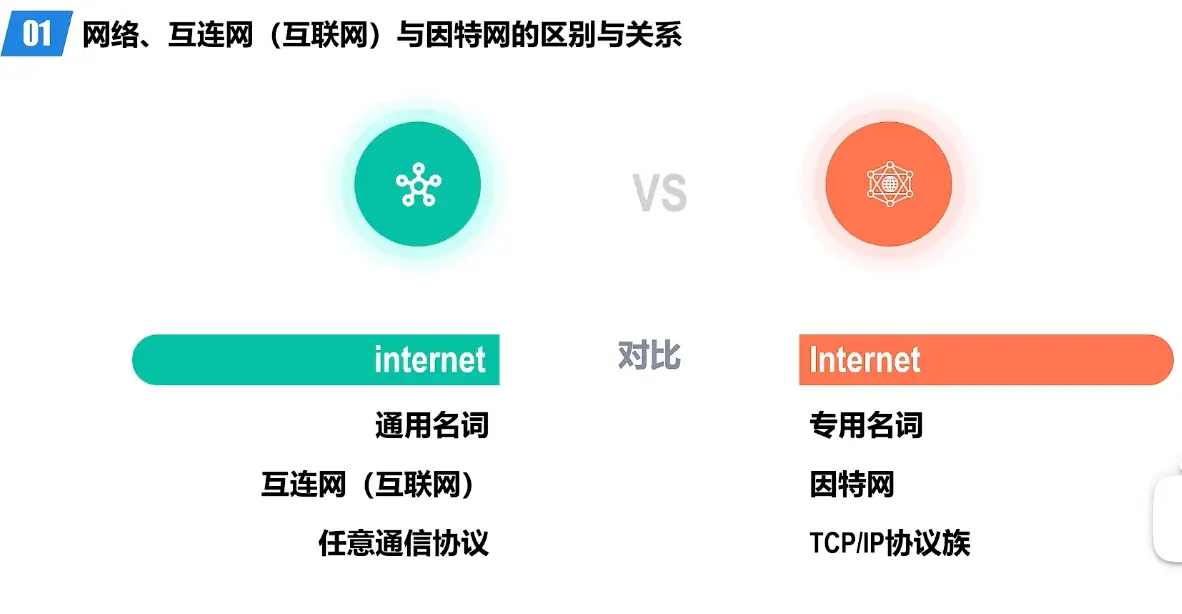 01 网络、互连网（互联网）与因特网的区别与关系
VS
internet 对比 Internet
通用名词 专用名词
互连网（互联网） 因特网
任意通信协议 TCP/IP协议族